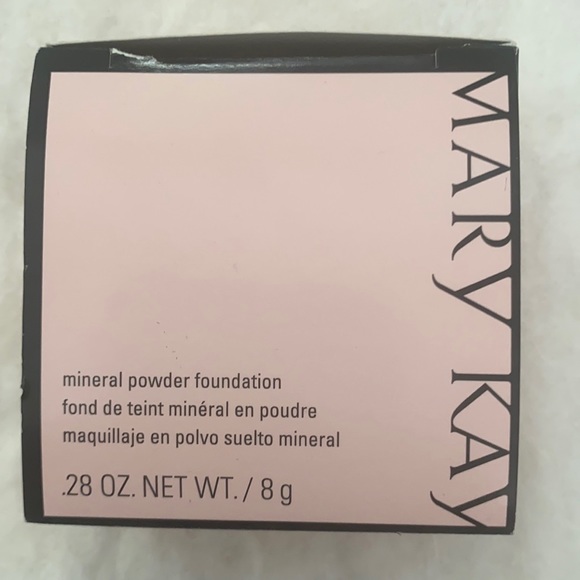 MARY KAY
mineral powder foundation
fond de teint minéral en poudre
maquillaje en polvo suelto mineral
.28 OZ. NET WT. / 8 g